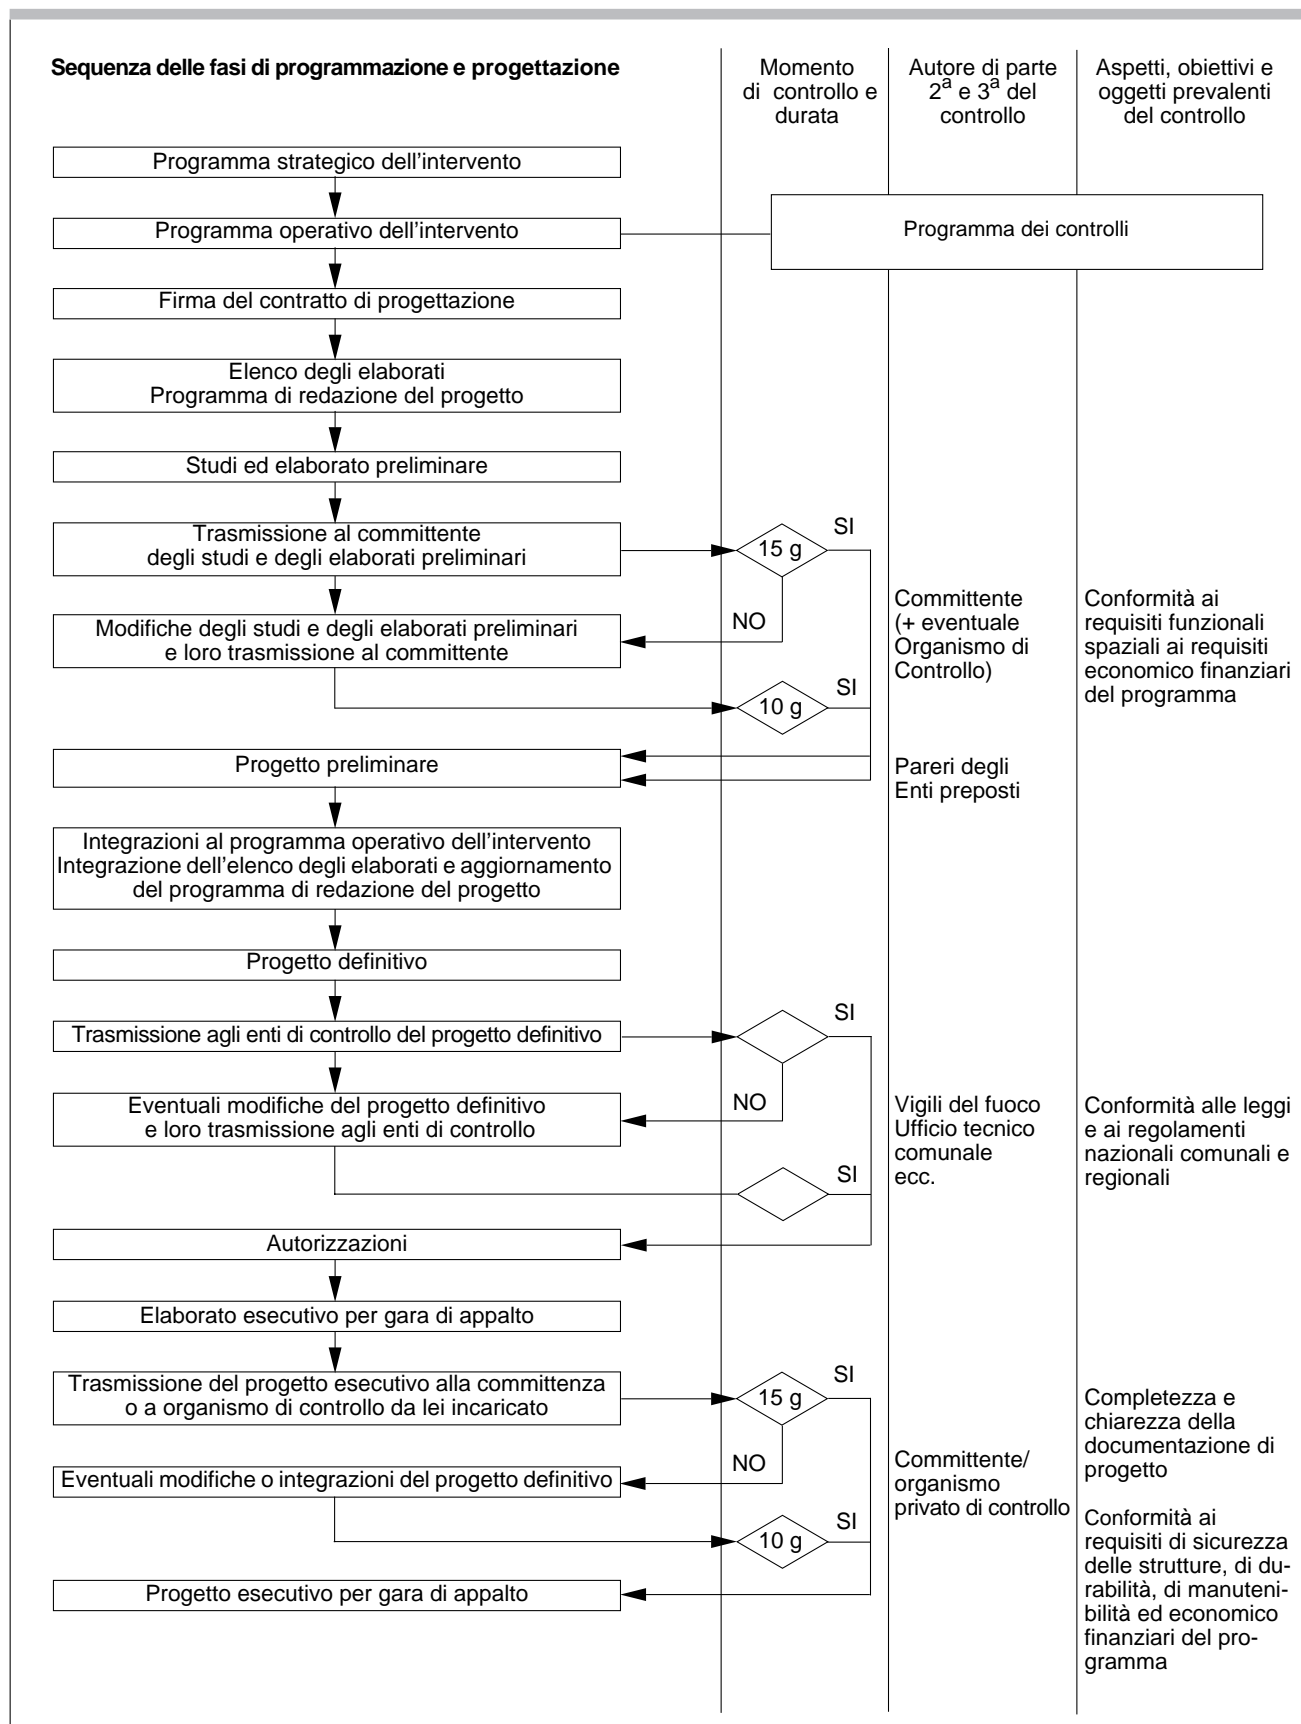 Sequenza delle fasi di programmazione e progettazione
Momento
di controllo e
durata
Autore di parte
2a e 3a del
controllo
Aspetti, obiettivi e
oggetti prevalenti
del controllo
Programma strategico dell'intervento
Programma operativo dell'intervento
Programma dei controlli
Firma del contratto di progettazione
Elenco degli elaborati
Programma di redazione del progetto
Studi ed elaborato preliminare
Trasmissione al committente
degli studi e degli elaborati preliminari
15 g
SI
NO
Modifiche degli studi e degli elaborati preliminari
e loro trasmissione al committente
10 g
SI
Committente
(+ eventuale
Organismo di
Controllo)
Conformità ai
requisiti funzionali
spaziali ai requisiti
economico finanziari
del programma
Progetto preliminare
Pareri degli
Enti preposti
Integrazioni al programma operativo dell'intervento
Integrazione dell'elenco degli elaborati e aggiornamento
del programma di redazione del progetto
Progetto definitivo
Trasmissione agli enti di controllo del progetto definitivo
SI
NO
Eventuali modifiche del progetto definitivo
e loro trasmissione agli enti di controllo
SI
Vigili del fuoco
Ufficio tecnico
comunale
ecc.
Conformità alle leggi
e ai regolamenti
nazionali comunali e
regionali
Autorizzazioni
Elaborato esecutivo per gara di appalto
Trasmissione del progetto esecutivo alla committenza
o a organismo di controllo da lei incaricato
15 g
SI
NO
Eventuali modifiche o integrazioni del progetto definitivo
10 g
SI
Committente/
organismo
privato di controllo
Completezza e
chiarezza della
documentazione di
progetto
Conformità ai
requisiti di sicurezza
delle strutture, di du-
rabilità, di manuteni-
bilità ed economico
finanziari del pro-
gramma
Progetto esecutivo per gara di appalto